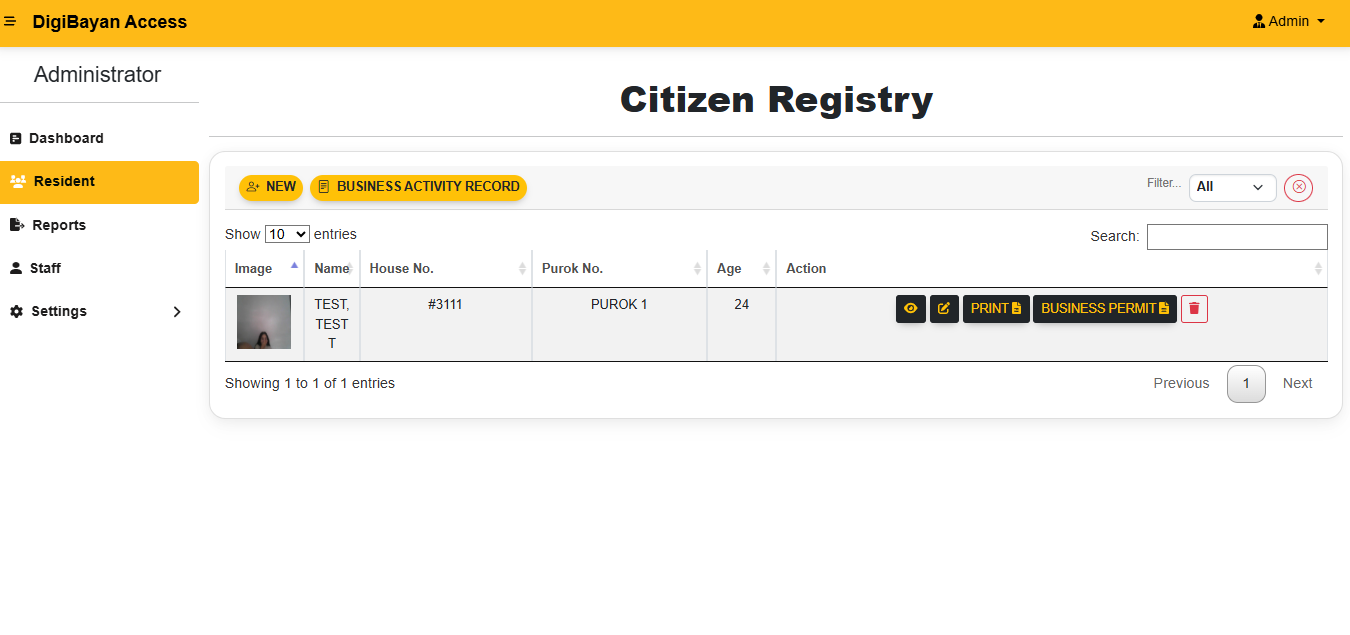 DigiBayan Access
Admin
Administrator
Dashboard
Resident
Reports
Staff
Settings
Citizen Registry
NEW
BUSINESS ACTIVITY RECORD
Filter... All
Show 10 entries
Search:
Image Name House No. Purok No. Age Action
TEST, #3111 PUROK 1 24 PRINT BUSINESS PERMIT
TEST
T
Showing 1 to 1 of 1 entries
Previous 1 Next